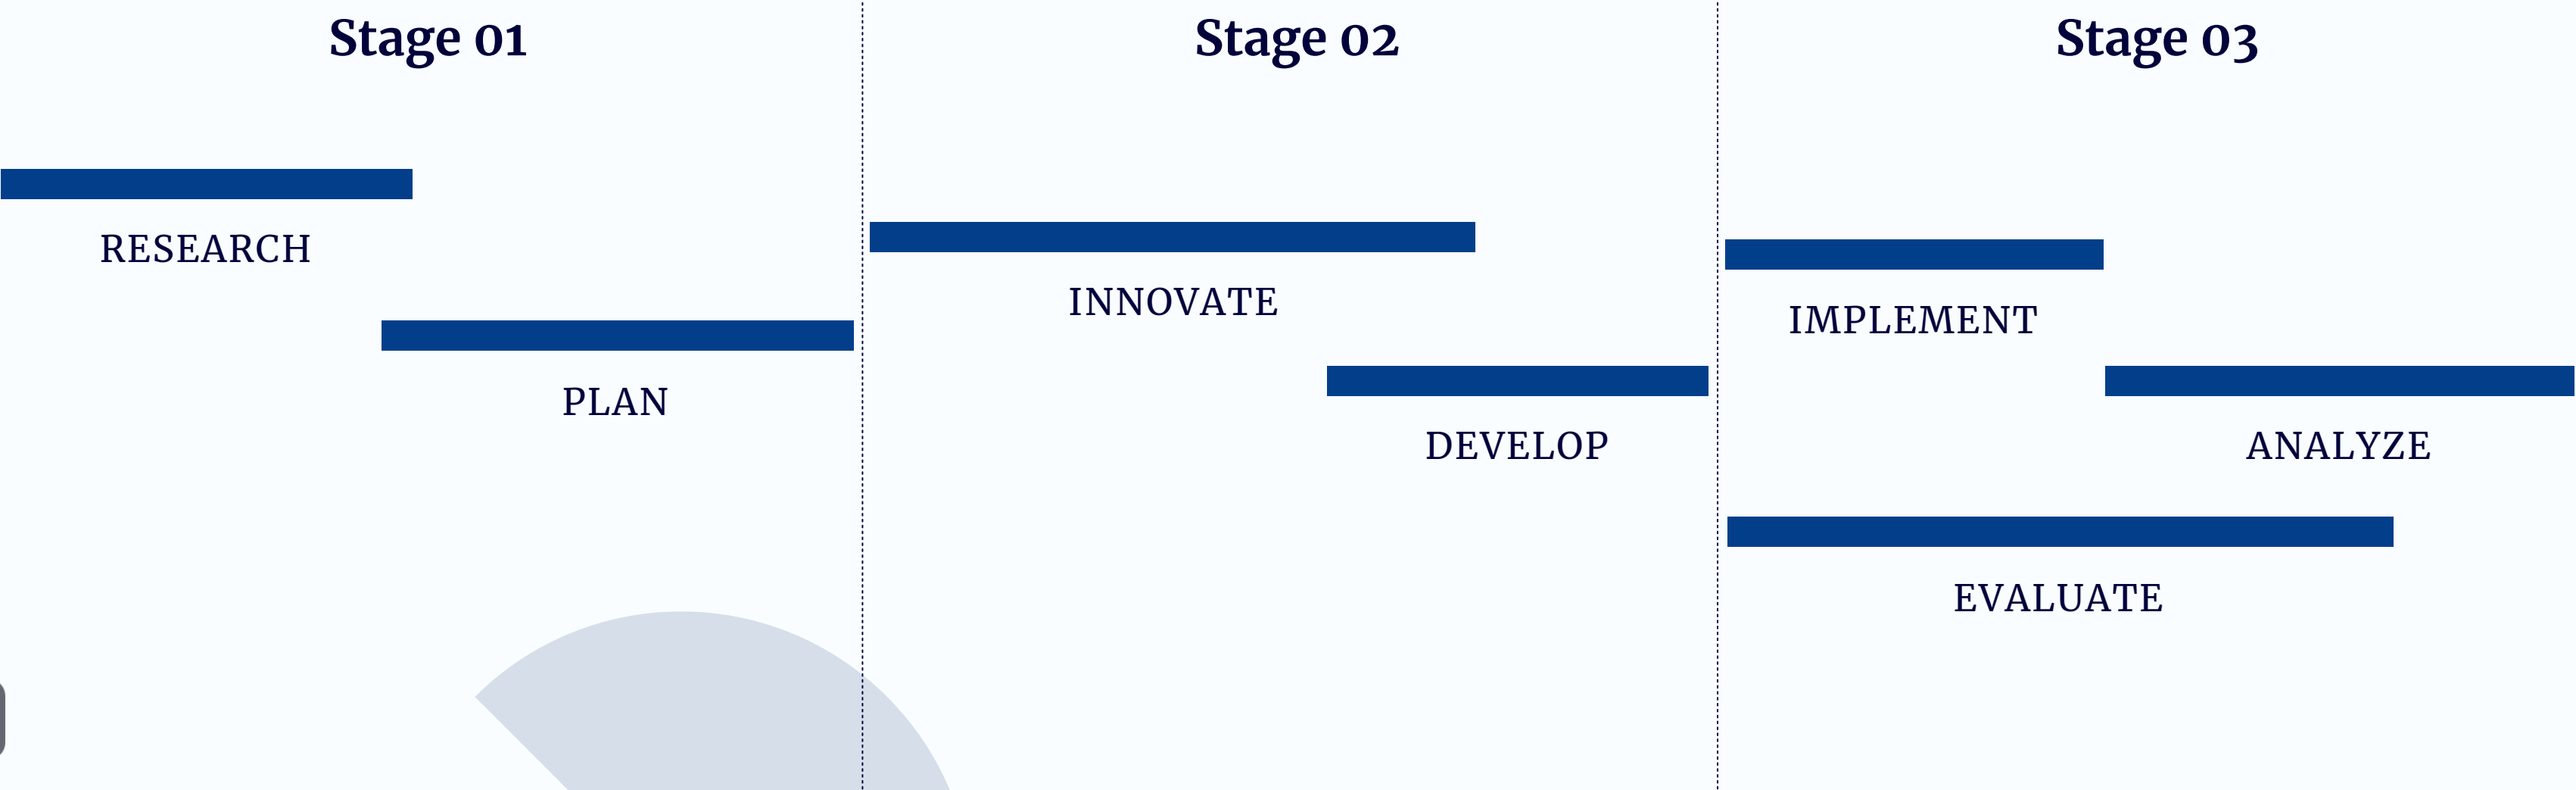 Stage 01
Stage 02
Stage 03
RESEARCH
PLAN
INNOVATE
DEVELOP
IMPLEMENT
ANALYZE
EVALUATE